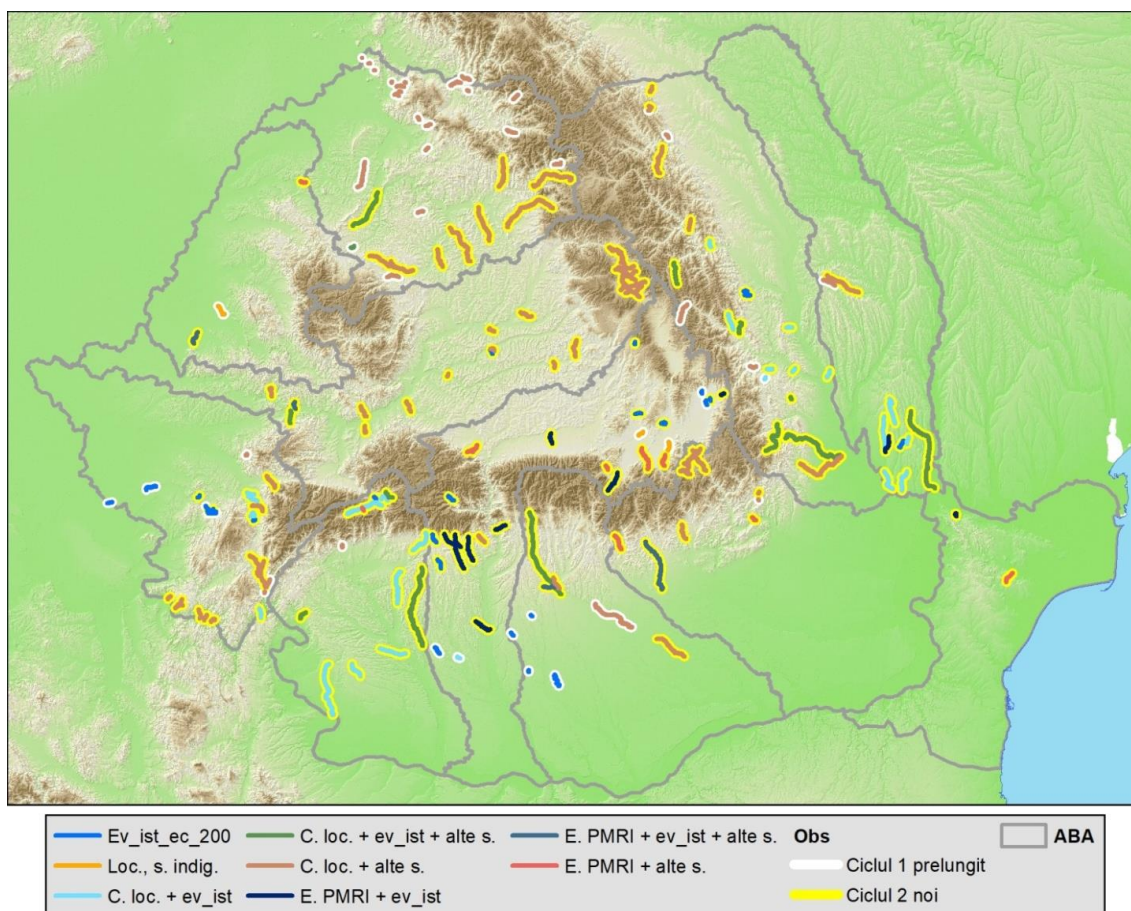 Ev_ist_ec_200 C. loc. + ev_ist + alte s. E. PMRI + ev_ist + alte s. Obs ABA
Loc., s. indig. C. loc. + alte s. E. PMRI + alte s. Ciclul 1 prelungit
C. loc. + ev_ist E. PMRI + ev_ist Ciclul 2 noi